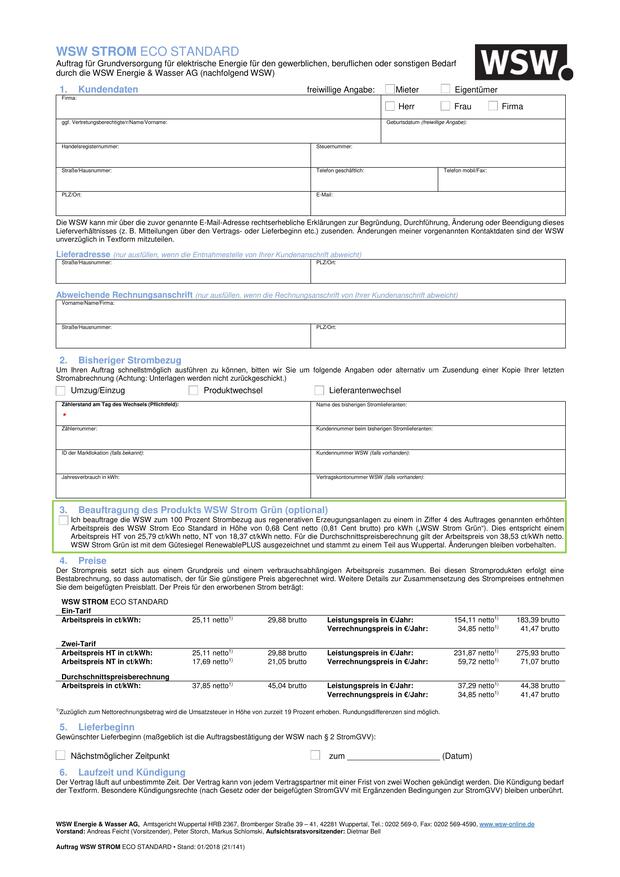 WSW STROM ECO STANDARD
Auftrag für Grundversorgung für elektrische Energie für den gewerblichen, beruflichen oder sonstigen Bedarf
durch die WSW Energie & Wasser AG (nachfolgend WSW)
WSW.
1. Kundendaten
freiwillige Angabe: Mieter Eigentümer
Firma:
Herr Frau Firma
ggf. Vertretungsberechtigte/r/Name/Vorname:
Geburtsdatum (freiwillige Angabe):
Handelsregisternummer:
Steuernummer:
Straße/Hausnummer:
Telefon geschäftlich:
Telefon mobil/Fax:
PLZ/Ort:
E-Mail:
Die WSW kann mir über die zuvor genannte E-Mail-Adresse rechtserhebliche Erklärungen zur Begründung, Durchführung, Änderung oder Beendigung dieses
Lieferverhältnisses (z. B. Mitteilungen über den Vertrags- oder Lieferbeginn etc.) zusenden. Änderungen meiner vorgenannten Kontaktdaten sind der WSW
unverzüglich in Textform mitzuteilen.
Lieferadresse (nur ausfüllen, wenn die Entnahmestelle von Ihrer Kundenanschrift abweicht)
Straße/Hausnummer:
PLZ/Ort:
Abweichende Rechnungsanschrift (nur ausfüllen, wenn die Rechnungsanschrift von Ihrer Kundenanschrift abweicht)
Vorname/Name/Firma:
Straße/Hausnummer:
PLZ/Ort:
2. Bisheriger Strombezug
Um Ihren Auftrag schnellstmöglich ausführen zu können, bitten wir Sie um folgende Angaben oder alternativ um Zusendung einer Kopie Ihrer letzten
Stromabrechnung (Achtung: Unterlagen werden nicht zurückgeschickt.)
Umzug/Einzug Produktwechsel Lieferantenwechsel
Zählerstand am Tag des Wechsels (Pflichtfeld):
*
Name des bisherigen Stromlieferanten:
Zählernummer:
Kundennummer beim bisherigen Stromlieferanten:
ID der Marktlokation (falls bekannt):
Kundennummer WSW (falls vorhanden):
Jahresverbrauch in kWh:
Vertragskontonummer WSW (falls vorhanden):
3. Beauftragung des Produkts WSW Strom Grün (optional)
Ich beauftrage die WSW zum 100 Prozent Strombezug aus regenerativen Erzeugungsanlagen zu einem in Ziffer 4 des Auftrages genannten erhöhten
Arbeitspreis des WSW Strom Eco Standard in Höhe von 0,68 Cent netto (0,81 Cent brutto) pro kWh („WSW Strom Grün“). Dies entspricht netto
Arbeitspreis HT von 25,79 ct/kWh netto, NT von 18,37 ct/kWh netto. Für die Durchschnittspreisberechnung gilt der Arbeitspreis von 38,53 ct/kWh netto.
WSW Strom Grün ist mit dem Gütesiegel RenewablePLUS ausgezeichnet und stammt zu einem Teil aus Wuppertal. Änderungen bleiben vorbehalten.
4. Preise
Der Strompreis setzt sich aus einem Grundpreis und einem verbrauchsabhängigen Arbeitspreis zusammen. Bei diesen Stromprodukten erfolgt eine
Bestabrechnung, so dass automatisch, der für Sie günstigere Preis abgerechnet wird. Weitere Details zur Zusammensetzung des Strompreises entnehmen
Sie dem beigefügten Preisblatt. Der Preis für den erworbenen Strom beträgt:
WSW STROM ECO STANDARD
Ein-Tarif
Arbeitspreis in ct/kWh: 25,11 netto1) 29,88 brutto Leistungspreis in €/Jahr: 154,11 netto1) 183,39 brutto
Verrechnungspreis in €/Jahr: 34,85 netto1) 41,47 brutto
Zwei-Tarif
Arbeitspreis HT in ct/kWh: 25,11 netto1) 29,88 brutto Leistungspreis in €/Jahr: 231,87 netto1) 275,93 brutto
Arbeitspreis NT in ct/kWh: 17,69 netto1) 21,05 brutto Verrechnungspreis in €/Jahr: 59,72 netto1) 71,07 brutto
Durchschnittspreisberechnung
Arbeitspreis in ct/kWh: 37,85 netto1) 45,04 brutto Leistungspreis in €/Jahr: 37,29 netto1) 44,38 brutto
Verrechnungspreis in €/Jahr: 34,85 netto1) 41,47 brutto
1)Zuzüglich zum Nettorechnungsbetrag wird die Umsatzsteuer in Höhe von zurzeit 19 Prozent erhoben. Rundungsdifferenzen sind möglich.
5. Lieferbeginn
Gewünschter Lieferbeginn (maßgeblich ist die Auftragsbestätigung der WSW nach § 2 StromGVV):
Nächstmöglicher Zeitpunkt zum ____________________ (Datum)
6. Laufzeit und Kündigung
Der Vertrag läuft auf unbestimmte Zeit. Der Vertrag kann von jedem Vertragspartner mit einer Frist von zwei Wochen gekündigt werden. Die Kündigung bedarf
der Textform. Besondere Kündigungsrechte (nach Gesetz oder der beigefügten StromGVV mit Ergänzenden Bedingungen zur StromGVV) bleiben unberührt.
WSW Energie & Wasser AG, Amtsgericht Wuppertal HRB 2367, Bromberger Straße 39 – 41, 42281 Wuppertal, Tel.: 0202 569-0, Fax: 0202 569-4590, www.wsw-online.de
Vorstand: Andreas Feicht (Vorsitzender), Peter Storch, Markus Schlomski, Aufsichtsratsvorsitzender: Dietmar Bell
Auftrag WSW STROM ECO STANDARD • Stand: 01/2018 (21/141)